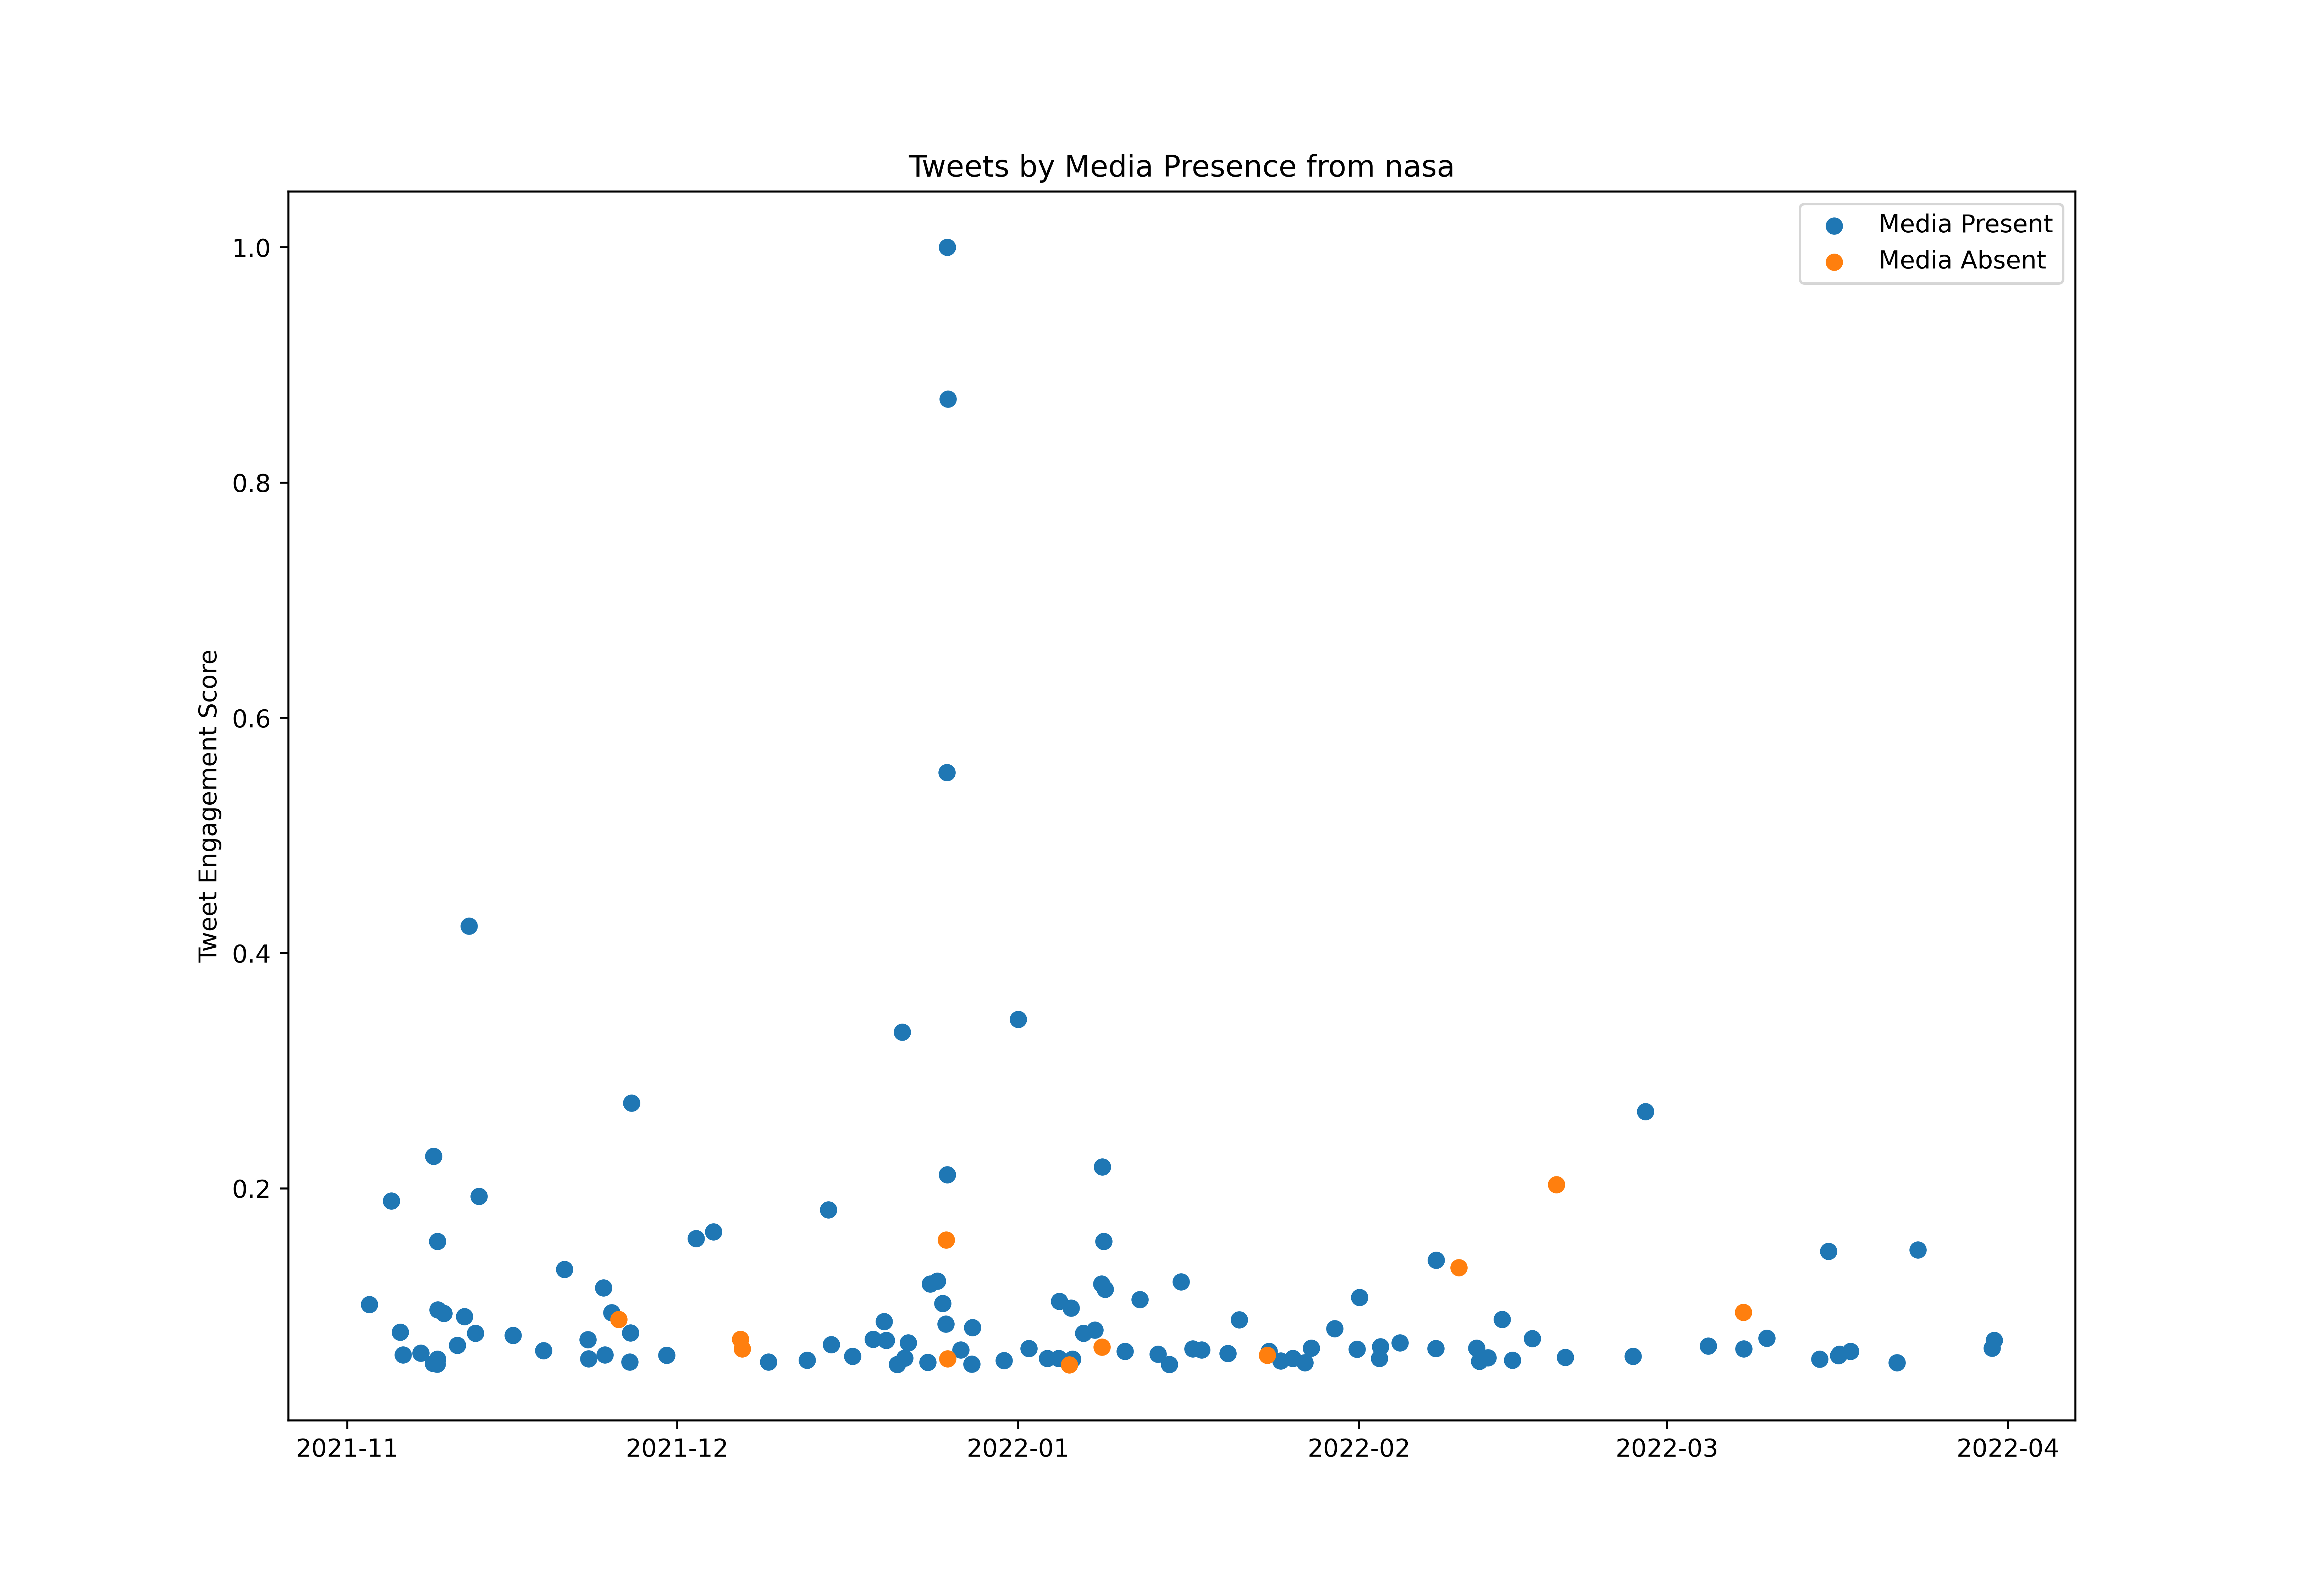 Tweets by Media Presence from nasa
Media Present
Media Absent
Tweet Engagement Score
1.0
0.8
0.6
0.4
0.2
2021-11
2021-12
2022-01
2022-02
2022-03
2022-04